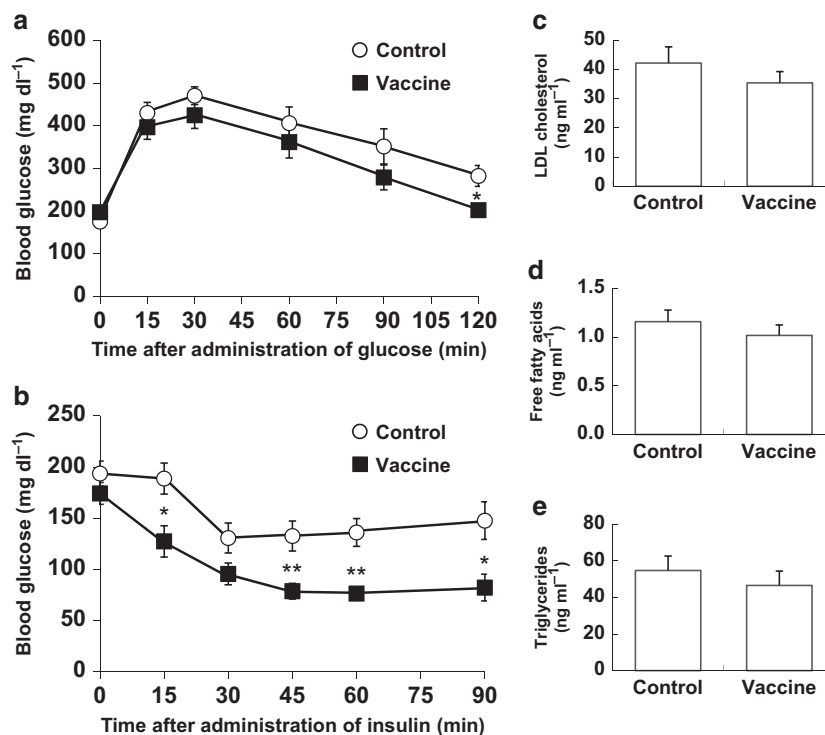 a
600
500
400
300
200
100
0
Blood glucose (mg dl⁻¹)
Control
Vaccine
*
0 15 30 45 60 75 90 105 120
Time after administration of glucose (min)
b
250
200
150
100
50
0
Blood glucose (mg dl⁻¹)
Control
Vaccine
* ** ** *
0 15 30 45 60 75 90
Time after administration of insulin (min)
c
50
40
30
20
10
0
LDL cholesterol
(ng ml⁻¹)
Control Vaccine
d
1.5
1.0
0.5
0.0
Free fatty acids
(ng ml⁻¹)
Control Vaccine
e
80
60
40
20
0
Triglycerides
(ng ml⁻¹)
Control Vaccine